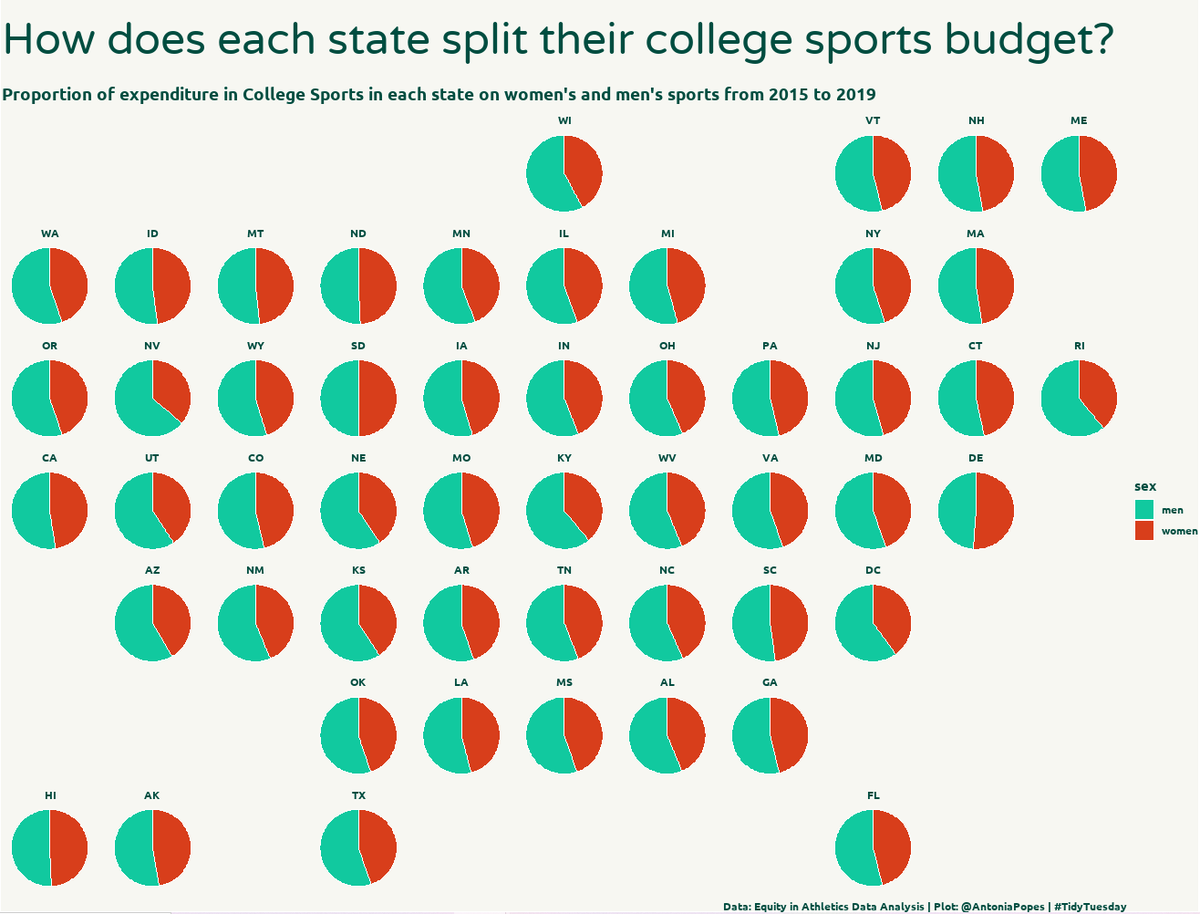 How does each state split their college sports budget?
Proportion of expenditure in College Sports in each state on women's and men's sports from 2015 to 2019
WI VT NH ME
WA ID MT ND MN IL MI NY MA
OR NV WY SD IA IN OH PA NJ CT RI
CA UT CO NE MO KY WV VA MD DE
sex
men
women
AZ NM KS AR TN NC SC DC
OK LA MS AL GA
HI AK TX FL
Data: Equity in Athletics Data Analysis | Plot: @AntoniaPopes | #TidyTuesday